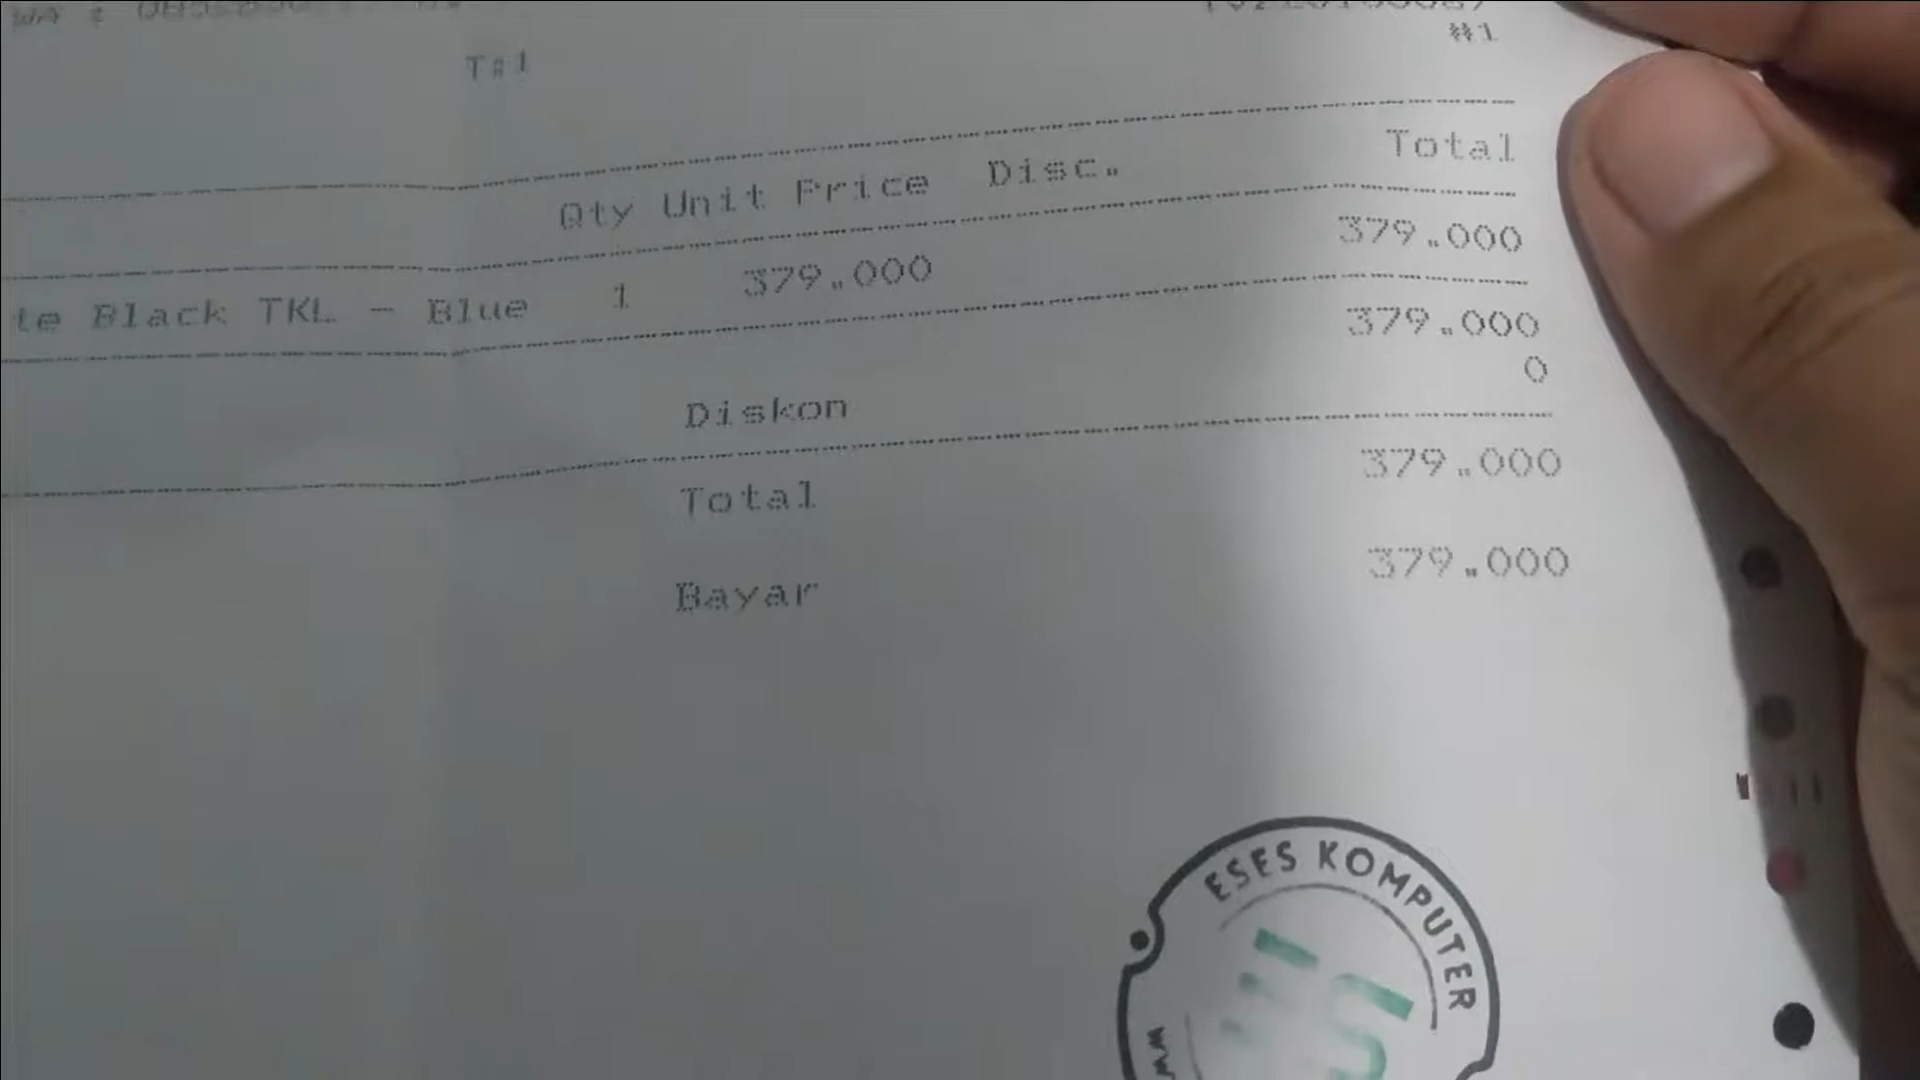 WA :
#1
T:1
Qty Unit Price Disc. Total
te Black TKL - Blue 1 379.000 379.000
379.000
Diskon 0
Total 379.000
Bayar 379.000
ESES KOMPUTER